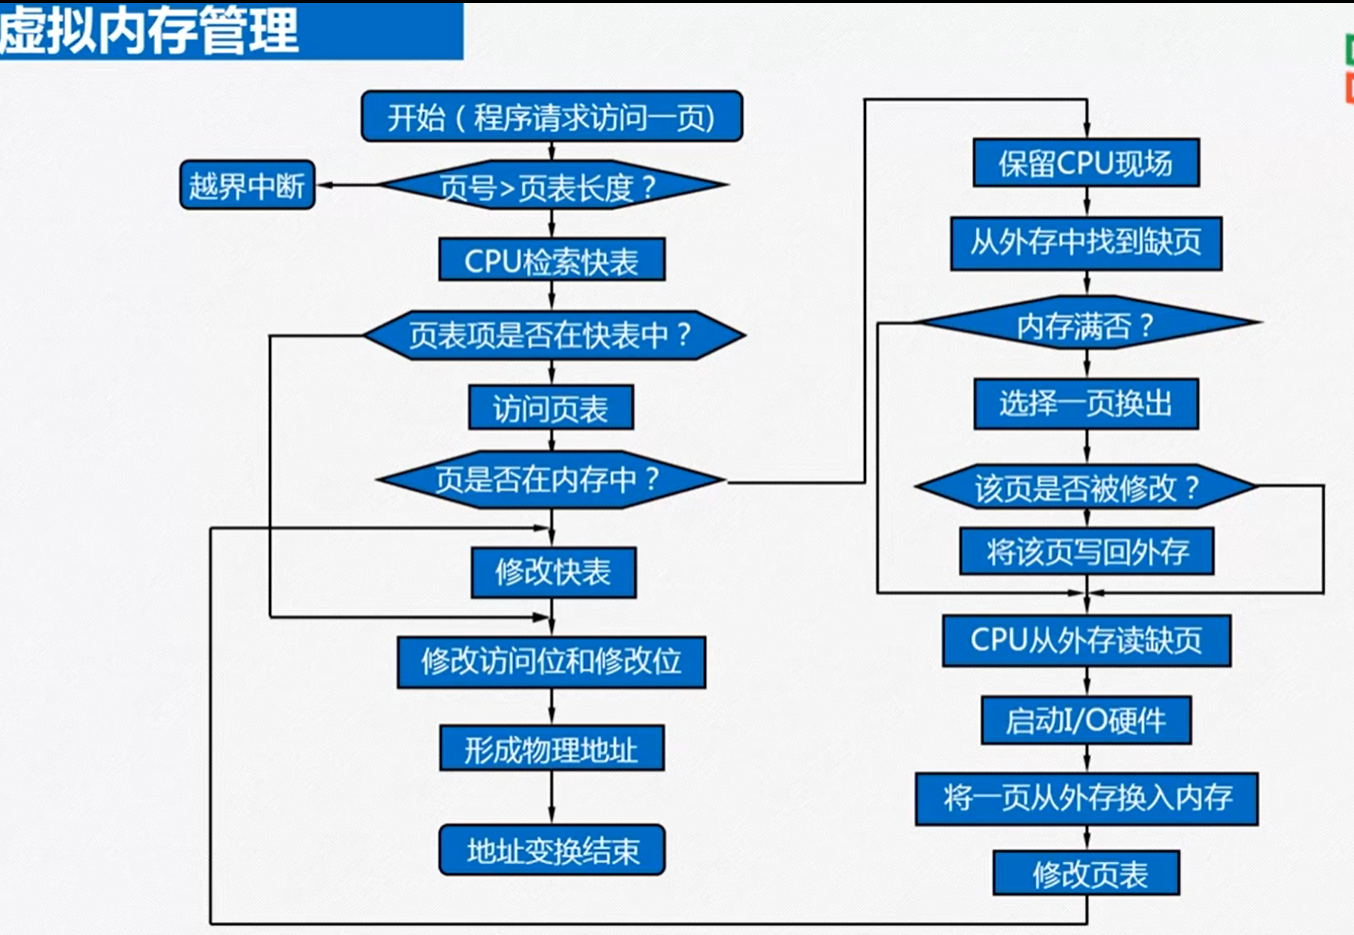 虚拟内存管理
开始（程序请求访问一页)
越界中断
页号>页表长度？
CPU检索快表
页表项是否在快表中？
访问页表
页是否在内存中？
修改快表
修改访问位和修改位
形成物理地址
地址变换结束
保留CPU现场
从外存中找到缺页
内存满否？
选择一页换出
该页是否被修改？
将该页写回外存
CPU从外存读缺页
启动I/O硬件
将一页从外存换入内存
修改页表